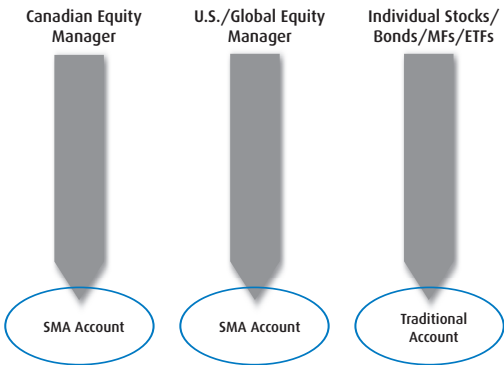 Canadian Equity
Manager
U.S./Global Equity
Manager
Individual Stocks/
Bonds/MFs/ETFs
SMA Account
SMA Account
Traditional
Account